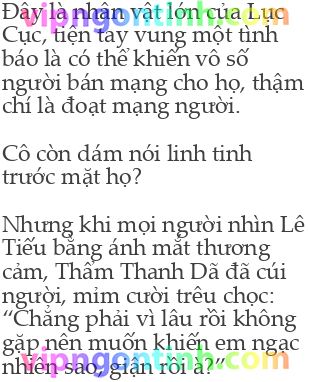 Đây là nhân vật lớn của Lục
Cục, tiện tay vung một tình
báo là có thể khiến vô số
người bán mạng cho họ, thậm
chí là đoạt mạng người.
Cô còn dám nói linh tinh
trước mặt họ?
Nhưng khi mọi người nhìn Lê
Tiếu bằng ánh mắt thương
cảm, Thẩm Thanh Dã đã cúi
người, mỉm cười trêu chọc:
“Chẳng phải vì lâu rồi không
gặp nên muốn khiến em ngạc
nhiên sao, giận rồi à?”
vipngontinh.com
vipngontinh.com